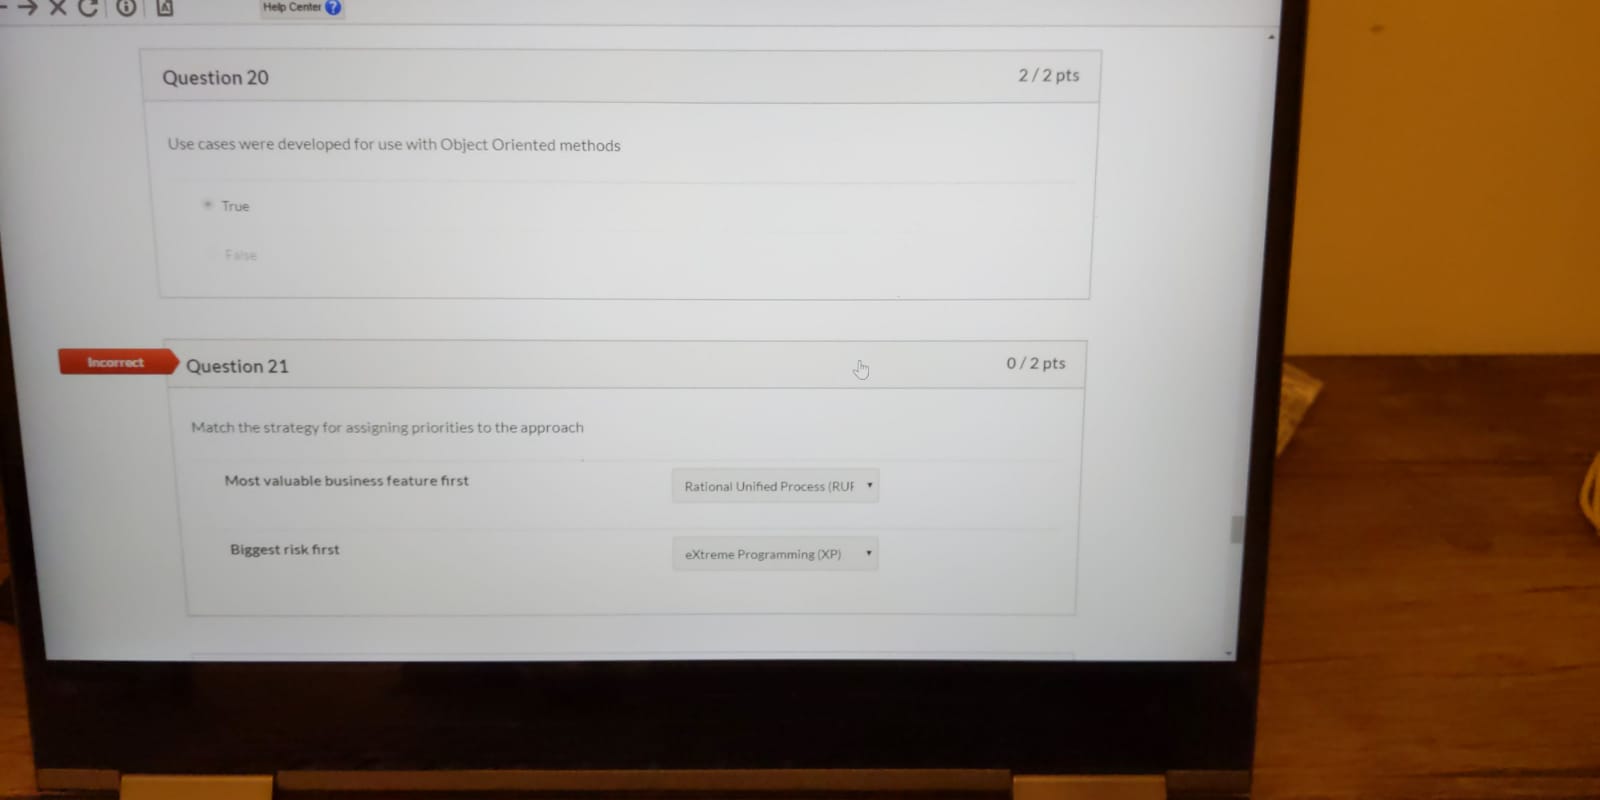 Help Center ?
Question 20
2 / 2 pts
Use cases were developed for use with Object Oriented methods
True
False
Incorrect
Question 21
0 / 2 pts
Match the strategy for assigning priorities to the approach
Most valuable business feature first
Rational Unified Process (RUP
Biggest risk first
eXtreme Programming (XP)